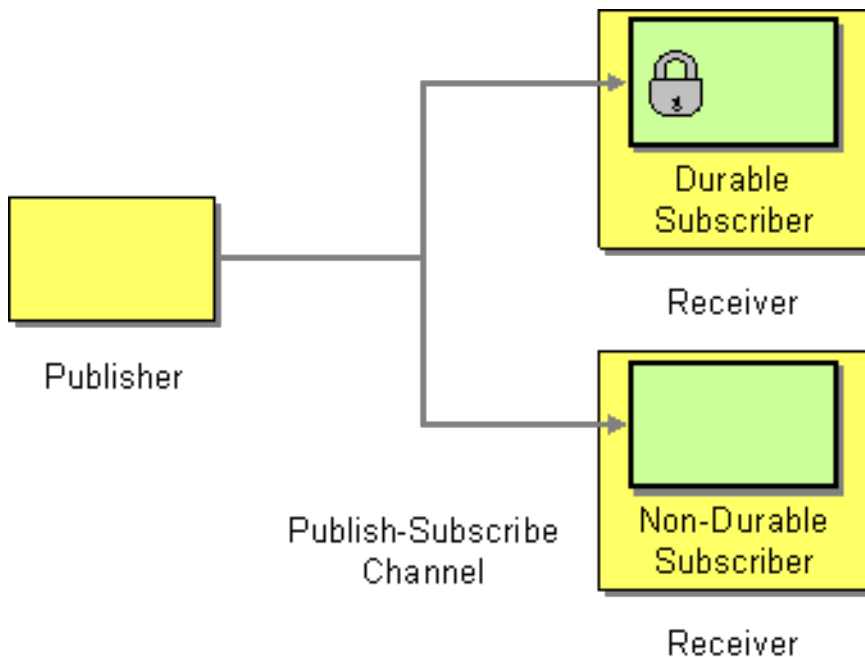 Durable
Subscriber
Receiver
Publisher
Publish-Subscribe
Channel
Non-Durable
Subscriber
Receiver